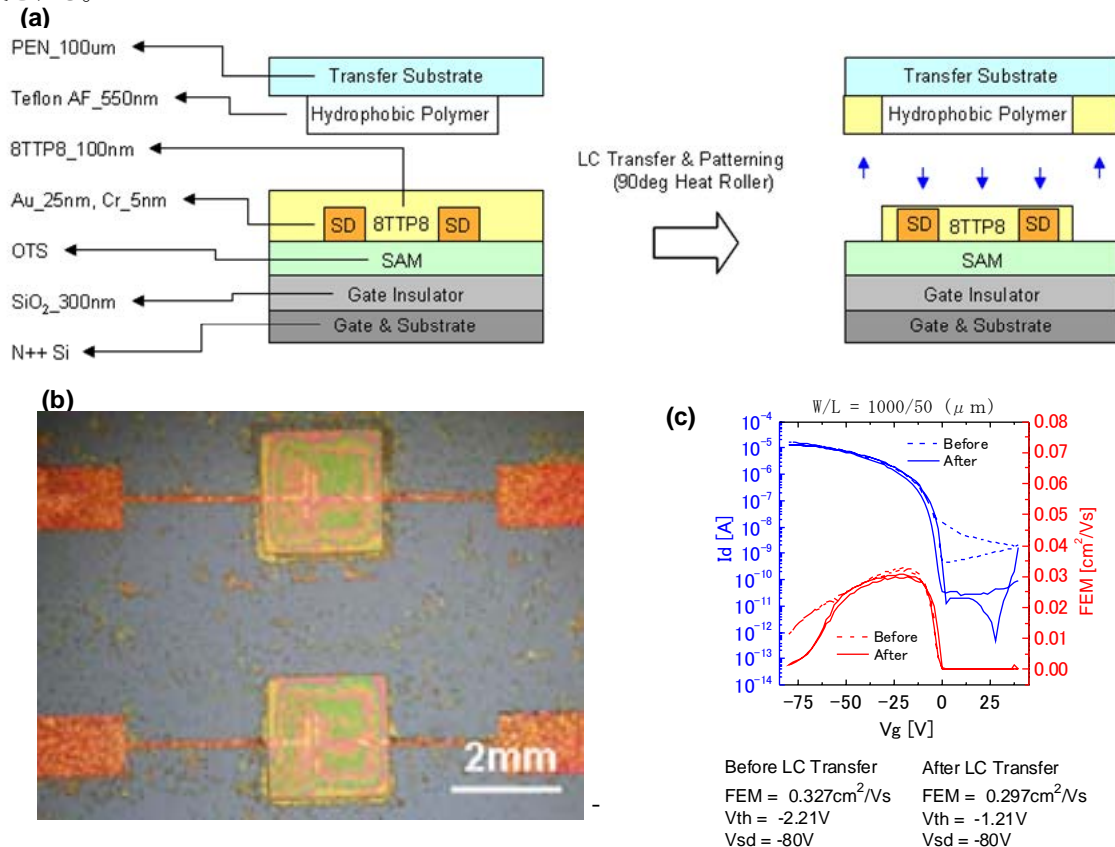 (a)
PEN_100um
Teflon AF_550nm
8TTP8_100nm
Au_25nm, Cr_5nm
OTS
SiO₂_300nm
N++ Si
Transfer Substrate
Hydrophobic Polymer
SD 8TTP8 SD
SAM
Gate Insulator
Gate & Substrate
LC Transfer & Patterning
(90deg Heat Roller)
Transfer Substrate
Hydrophobic Polymer
SD 8TTP8 SD
SAM
Gate Insulator
Gate & Substrate
(b)
2mm
(c)
W/L = 1000/50 (μm)
Before
After
Before
After
Id [A]
10⁻⁴
10⁻⁵
10⁻⁶
10⁻⁷
10⁻⁸
10⁻⁹
10⁻¹⁰
10⁻¹¹
10⁻¹²
10⁻¹³
10⁻¹⁴
FEM [cm²/Vs]
0.08
0.07
0.06
0.05
0.04
0.03
0.02
0.01
0.00
-75 -50 -25 0 25
Vg [V]
Before LC Transfer
FEM = 0.327cm²/Vs
Vth = -2.21V
Vsd = -80V
After LC Transfer
FEM = 0.297cm²/Vs
Vth = -1.21V
Vsd = -80V